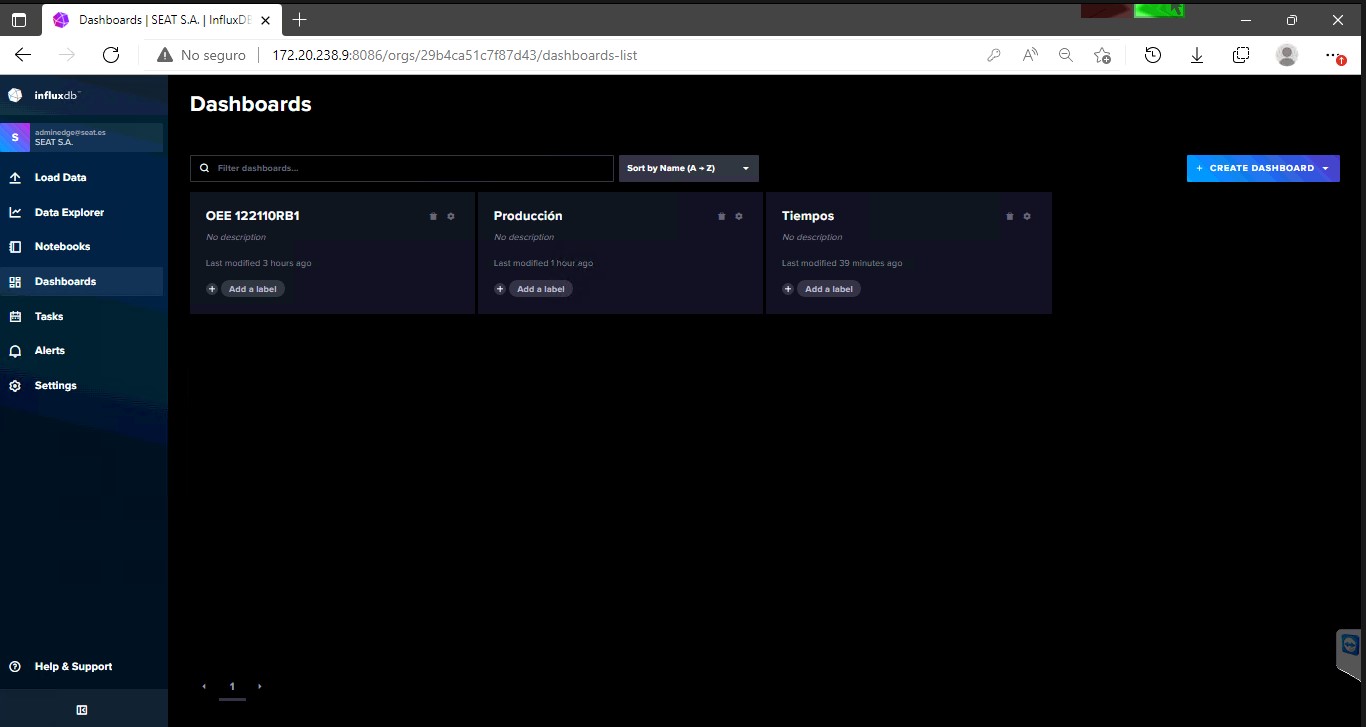 Dashboards | SEAT S.A. | InfluxDB
No seguro
172.20.238.9:8086/orgs/29b4ca51c7f87d43/dashboards-list
influxdb™
S
adminedge@seat.es
SEAT S.A.
Load Data
Data Explorer
Notebooks
Dashboards
Tasks
Alerts
Settings
Help & Support
Dashboards
Filter dashboards...
Sort by Name (A → Z)
+ CREATE DASHBOARD
OEE 122110RB1
No description
Last modified 3 hours ago
+ Add a label
Producción
No description
Last modified 1 hour ago
+ Add a label
Tiempos
No description
Last modified 39 minutes ago
+ Add a label
1